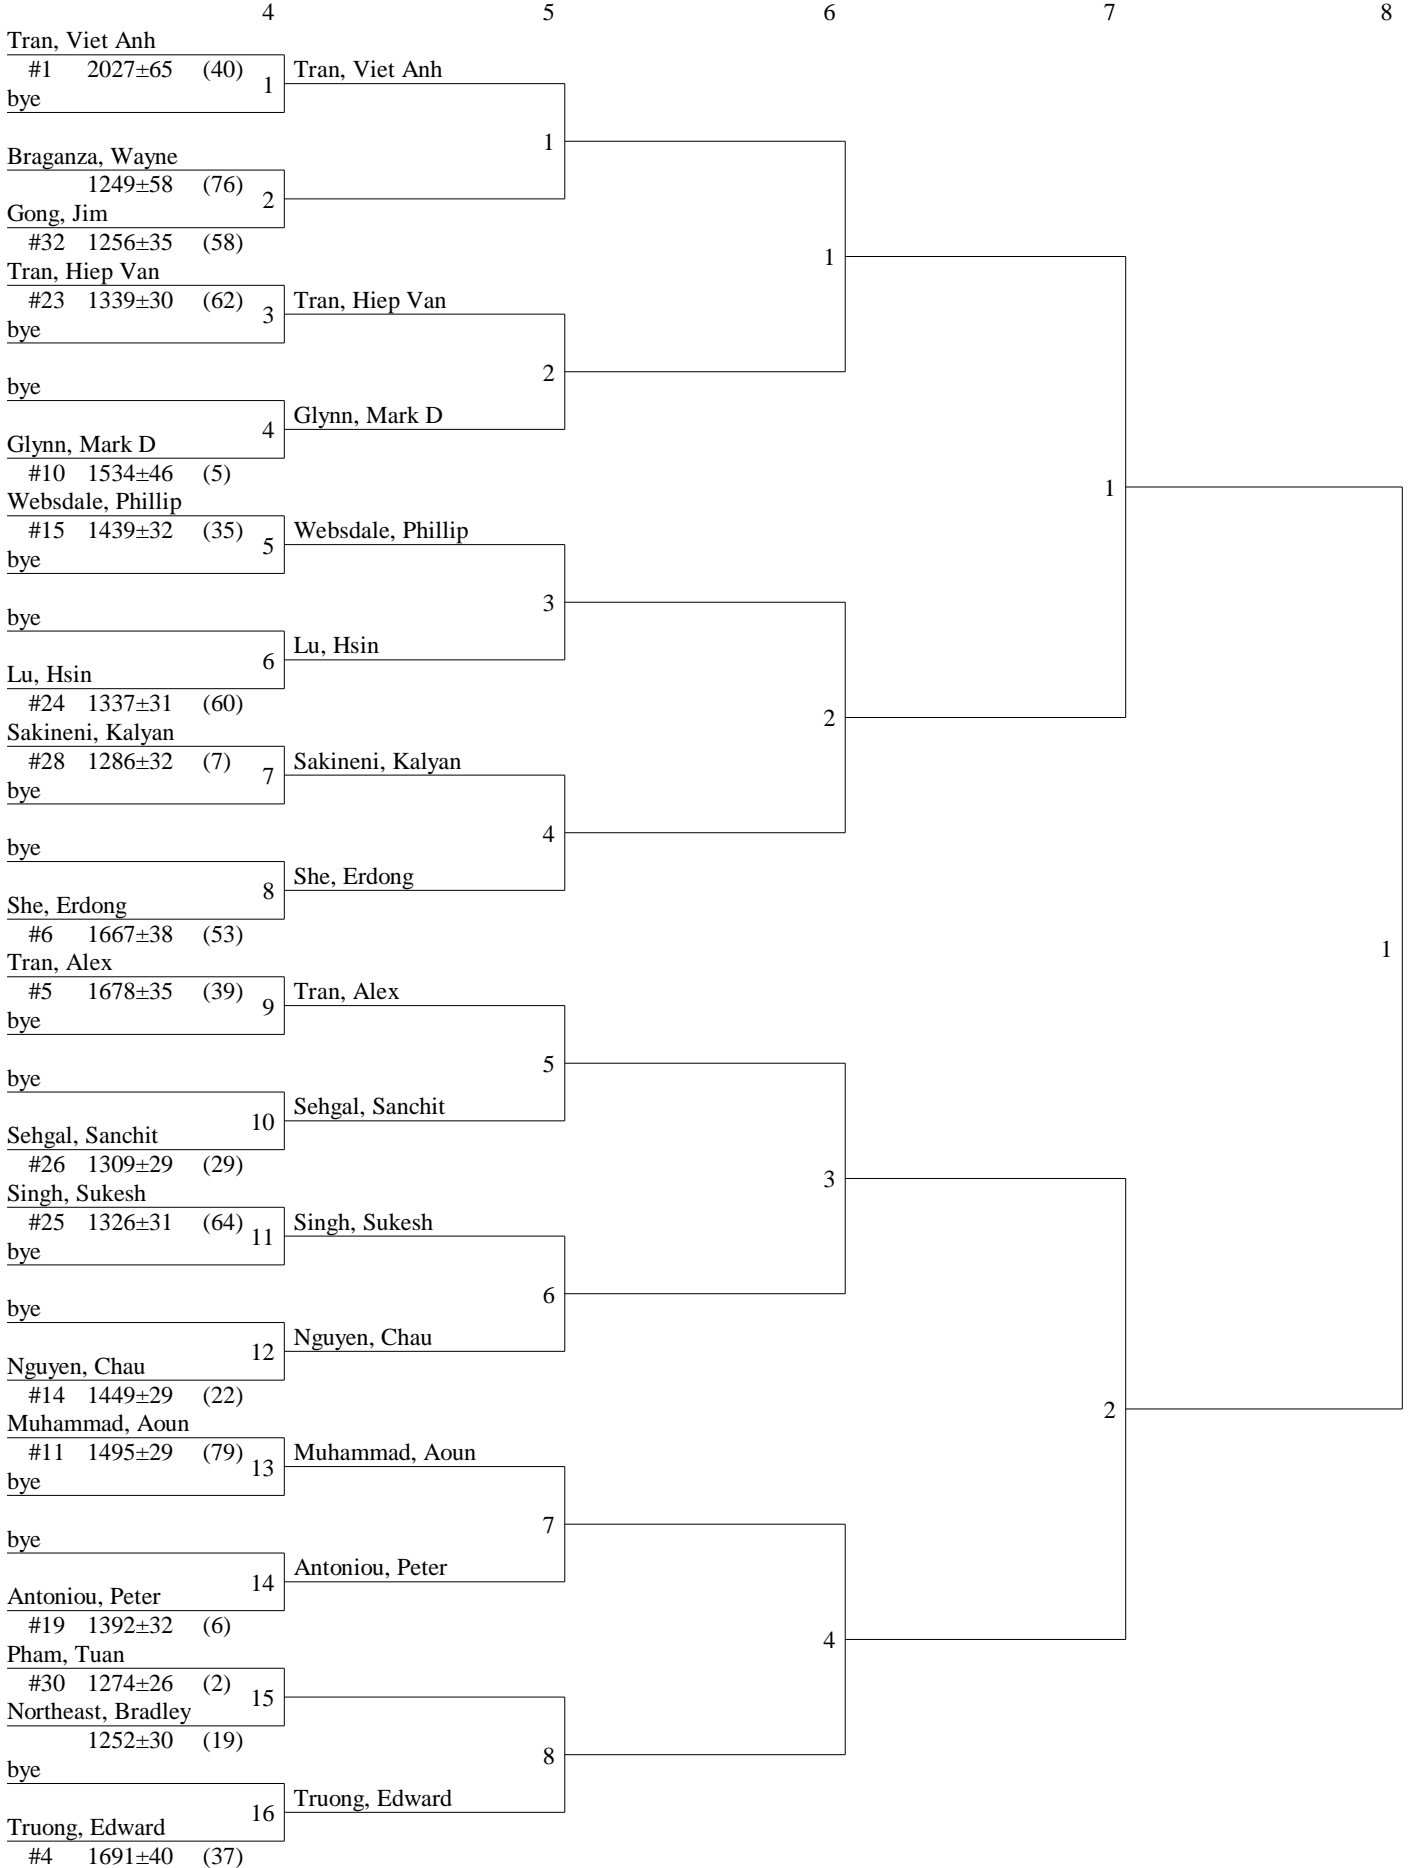 4 5 6 7 8
Tran, Viet Anh
#1 2027±65 (40) 1 Tran, Viet Anh
bye
1
Braganza, Wayne
1249±58 (76) 2
Gong, Jim
#32 1256±35 (58)
1
Tran, Hiep Van
#23 1339±30 (62) 3 Tran, Hiep Van
bye
2
bye
4 Glynn, Mark D
Glynn, Mark D
#10 1534±46 (5)
1
Websdale, Phillip
#15 1439±32 (35) 5 Websdale, Phillip
bye
3
bye
6 Lu, Hsin
Lu, Hsin
#24 1337±31 (60)
2
Sakineni, Kalyan
#28 1286±32 (7) 7 Sakineni, Kalyan
bye
4
bye
8 She, Erdong
She, Erdong
#6 1667±38 (53)
1
Tran, Alex
#5 1678±35 (39) 9 Tran, Alex
bye
5
bye
10 Sehgal, Sanchit
Sehgal, Sanchit
#26 1309±29 (29)
3
Singh, Sukesh
#25 1326±31 (64) 11 Singh, Sukesh
bye
6
bye
12 Nguyen, Chau
Nguyen, Chau
#14 1449±29 (22)
2
Muhammad, Aoun
#11 1495±29 (79) 13 Muhammad, Aoun
bye
7
bye
14 Antoniou, Peter
Antoniou, Peter
#19 1392±32 (6)
4
Pham, Tuan
#30 1274±26 (2) 15
Northeast, Bradley
1252±30 (19)
8
bye
16 Truong, Edward
Truong, Edward
#4 1691±40 (37)